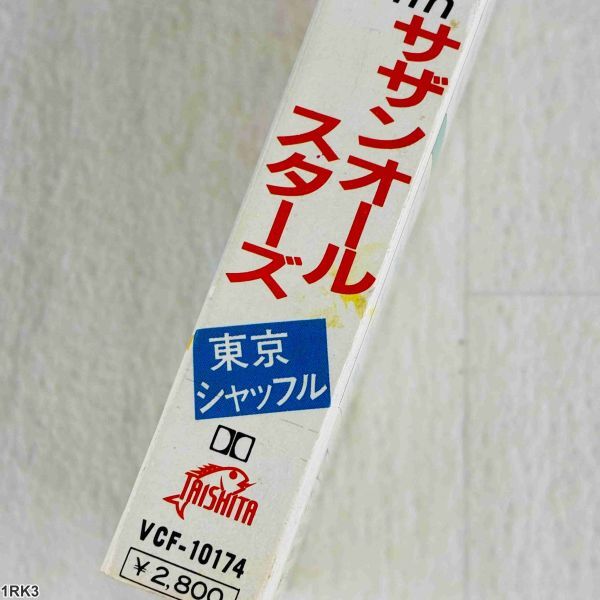 サザンオール
スターズ
東京
シャッフル
TAISHITA
VCF-10174
¥2,800
1RK3